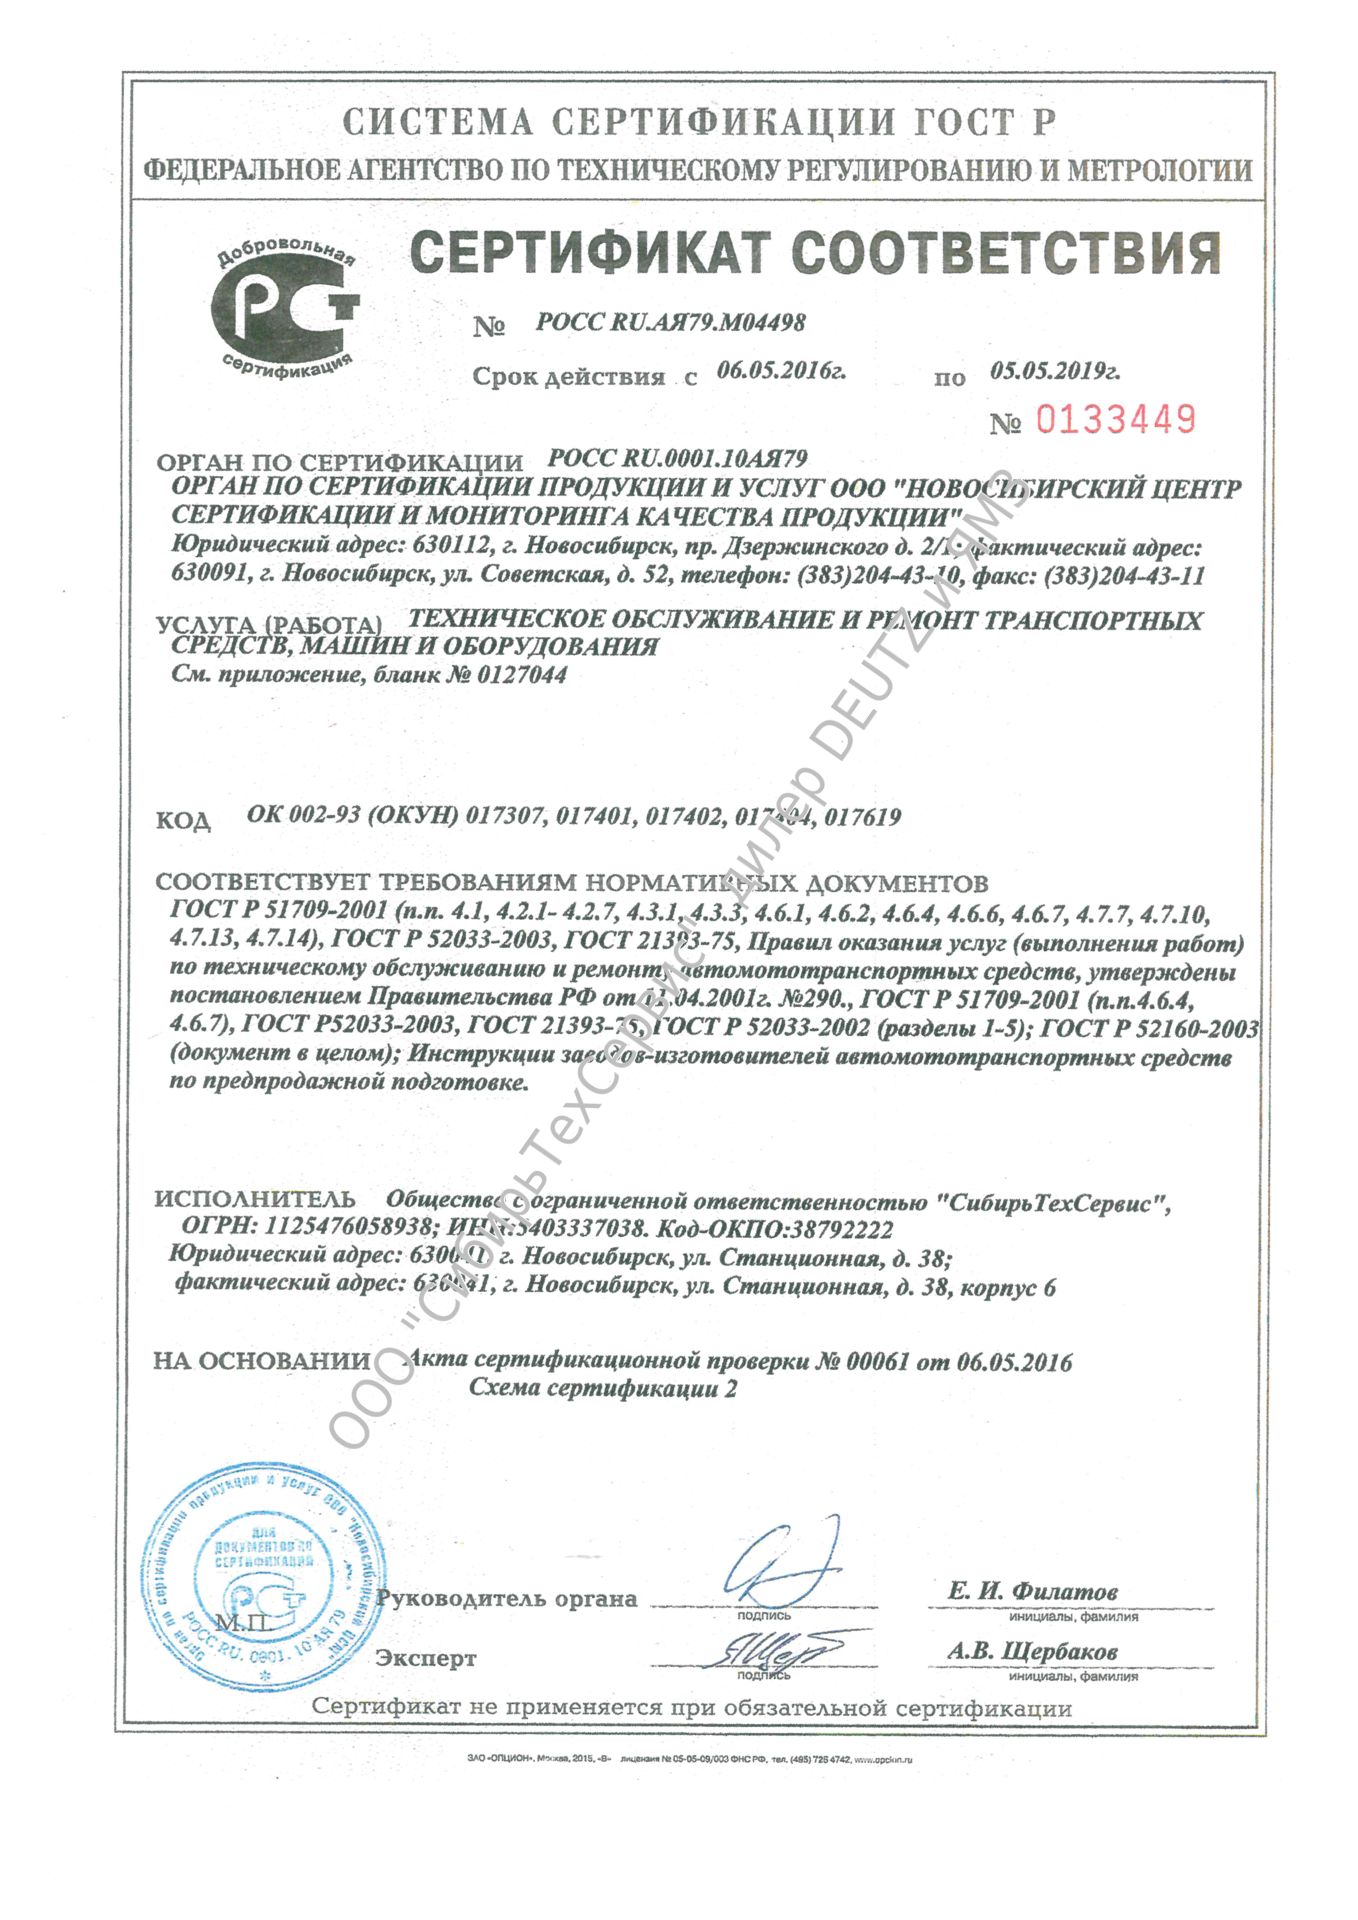 СИСТЕМА СЕРТИФИКАЦИИ ГОСТ Р
ФЕДЕРАЛЬНОЕ АГЕНТСТВО ПО ТЕХНИЧЕСКОМУ РЕГУЛИРОВАНИЮ И МЕТРОЛОГИИ
Добровольная
РСТ
сертификация
СЕРТИФИКАТ СООТВЕТСТВИЯ
№ РОСС RU.АЯ79.М04498
Срок действия с 06.05.2016г. по 05.05.2019г.
№ 0133449
ОРГАН ПО СЕРТИФИКАЦИИ РОСС RU.0001.10АЯ79
ОРГАН ПО СЕРТИФИКАЦИИ ПРОДУКЦИИ И УСЛУГ ООО "НОВОСИБИРСКИЙ ЦЕНТР
СЕРТИФИКАЦИИ И МОНИТОРИНГА КАЧЕСТВА ПРОДУКЦИИ"
Юридический адрес: 630112, г. Новосибирск, пр. Дзержинского д. 2/1; фактический адрес:
630091, г. Новосибирск, ул. Советская, д. 52, телефон: (383)204-43-10, факс: (383)204-43-11
УСЛУГА (РАБОТА) ТЕХНИЧЕСКОЕ ОБСЛУЖИВАНИЕ И РЕМОНТ ТРАНСПОРТНЫХ
СРЕДСТВ, МАШИН И ОБОРУДОВАНИЯ
См. приложение, бланк № 0127044
КОД ОК 002-93 (ОКУН) 017307, 017401, 017402, 017404, 017619
СООТВЕТСТВУЕТ ТРЕБОВАНИЯМ НОРМАТИВНЫХ ДОКУМЕНТОВ
ГОСТ Р 51709-2001 (п.п. 4.1, 4.2.1- 4.2.7, 4.3.1, 4.3.3, 4.6.1, 4.6.2, 4.6.4, 4.6.6, 4.6.7, 4.7.7, 4.7.10,
4.7.13, 4.7.14), ГОСТ Р 52033-2003, ГОСТ 21393-75, Правил оказания услуг (выполнения работ)
по техническому обслуживанию и ремонту автомототранспортных средств, утверждены
постановлением Правительства РФ от 11.04.2001г. №290., ГОСТ Р 51709-2001 (п.п.4.6.4,
4.6.7), ГОСТ Р52033-2003, ГОСТ 21393-75, ГОСТ Р 52033-2002 (разделы 1-5); ГОСТ Р 52160-2003
(документ в целом); Инструкции заводов-изготовителей автомототранспортных средств
по предпродажной подготовке.
ИСПОЛНИТЕЛЬ Общество с ограниченной ответственностью "СибирьТехСервис",
ОГРН: 1125476058938; ИНН:5403337038. Код-ОКПО:38792222
Юридический адрес: 630041, г. Новосибирск, ул. Станционная, д. 38;
фактический адрес: 630041, г. Новосибирск, ул. Станционная, д. 38, корпус 6
НА ОСНОВАНИИ Акта сертификационной проверки № 00061 от 06.05.2016
Схема сертификации 2
ООО "СибирьТехСервис" дилер DEUTZ и ЯМЗ
Орган по сертификации продукции и услуг ООО "Новосибирский
ДЛЯ
ДОКУМЕНТОВ ПО
СЕРТИФИКАЦИИ
РСТ
М.П.
РОСС RU. 0001. 10 АЯ 79
Руководитель органа
подпись
Е. И. Филатов
инициалы, фамилия
Эксперт
подпись
А.В. Щербаков
инициалы, фамилия
Сертификат не применяется при обязательной сертификации
ЗАО «ОПЦИОН», Москва, 2015, «В» лицензия № 05-05-09/003 ФНС РФ, тел. (495) 726 4742, www.opcion.ru